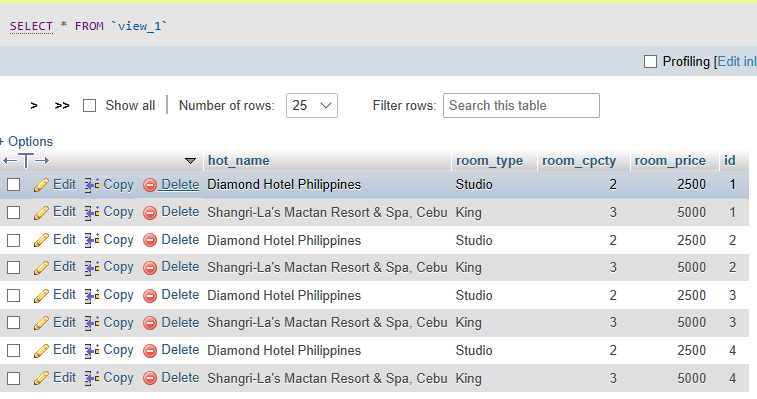 SELECT * FROM `view_1`
Profiling [Edit inl
> >> Show all Number of rows: 25 Filter rows: Search this table
+ Options
hot_name room_type room_cpcty room_price id
Edit Copy Delete Diamond Hotel Philippines Studio 2 2500 1
Edit Copy Delete Shangri-La's Mactan Resort & Spa, Cebu King 3 5000 1
Edit Copy Delete Diamond Hotel Philippines Studio 2 2500 2
Edit Copy Delete Shangri-La's Mactan Resort & Spa, Cebu King 3 5000 2
Edit Copy Delete Diamond Hotel Philippines Studio 2 2500 3
Edit Copy Delete Shangri-La's Mactan Resort & Spa, Cebu King 3 5000 3
Edit Copy Delete Diamond Hotel Philippines Studio 2 2500 4
Edit Copy Delete Shangri-La's Mactan Resort & Spa, Cebu King 3 5000 4